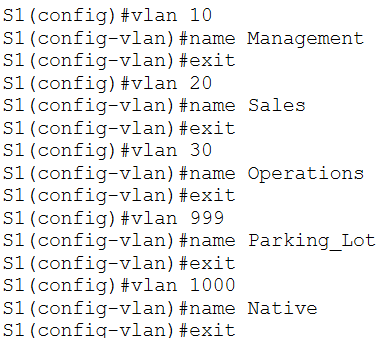 S1(config)#vlan 10
S1(config-vlan)#name Management
S1(config-vlan)#exit
S1(config)#vlan 20
S1(config-vlan)#name Sales
S1(config-vlan)#exit
S1(config)#vlan 30
S1(config-vlan)#name Operations
S1(config-vlan)#exit
S1(config)#vlan 999
S1(config-vlan)#name Parking_Lot
S1(config-vlan)#exit
S1(config)#vlan 1000
S1(config-vlan)#name Native
S1(config-vlan)#exit